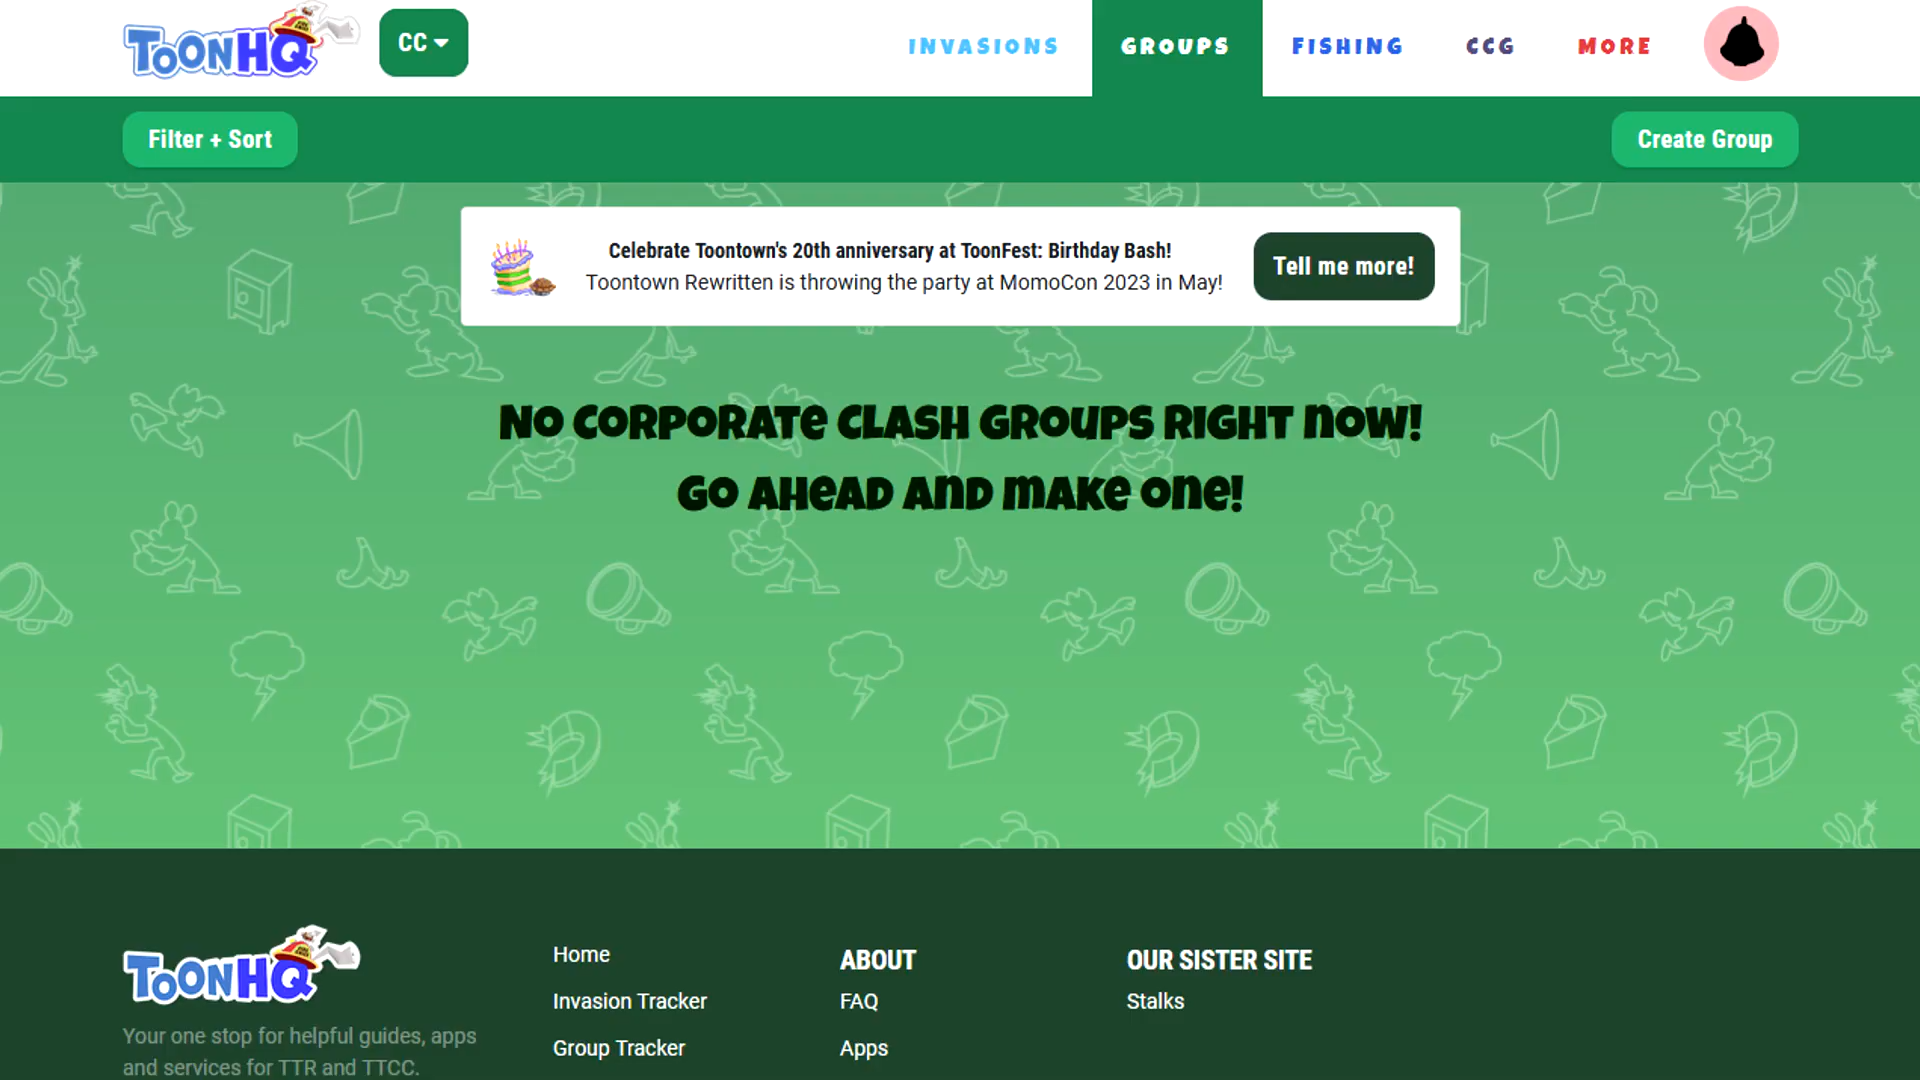 TOONHQ
CC
INVASIONS
GROUPS
FISHING
CCG
MORE
Filter + Sort
Create Group
Celebrate Toontown's 20th anniversary at ToonFest: Birthday Bash!
Toontown Rewritten is throwing the party at MomoCon 2023 in May!
Tell me more!
No Corporate Clash groups right now!
Go ahead and make one!
TOONHQ
Your one stop for helpful guides, apps
and services for TTR and TTCC.
Home
Invasion Tracker
Group Tracker
ABOUT
FAQ
Apps
OUR SISTER SITE
Stalks